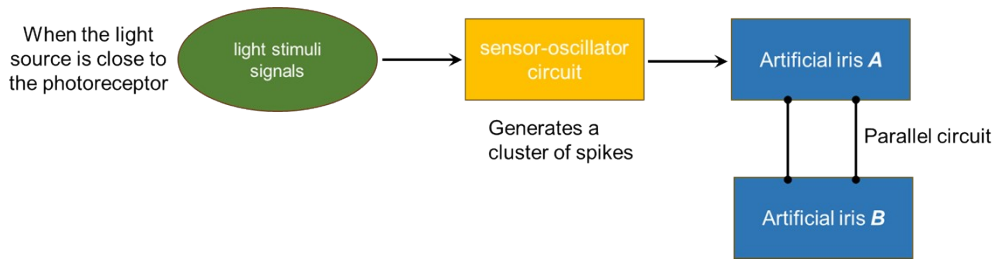 When the light
source is close to
the photoreceptor
light stimuli
signals
sensor-oscillator
circuit
Generates a
cluster of spikes
Artificial iris A
Parallel circuit
Artificial iris B